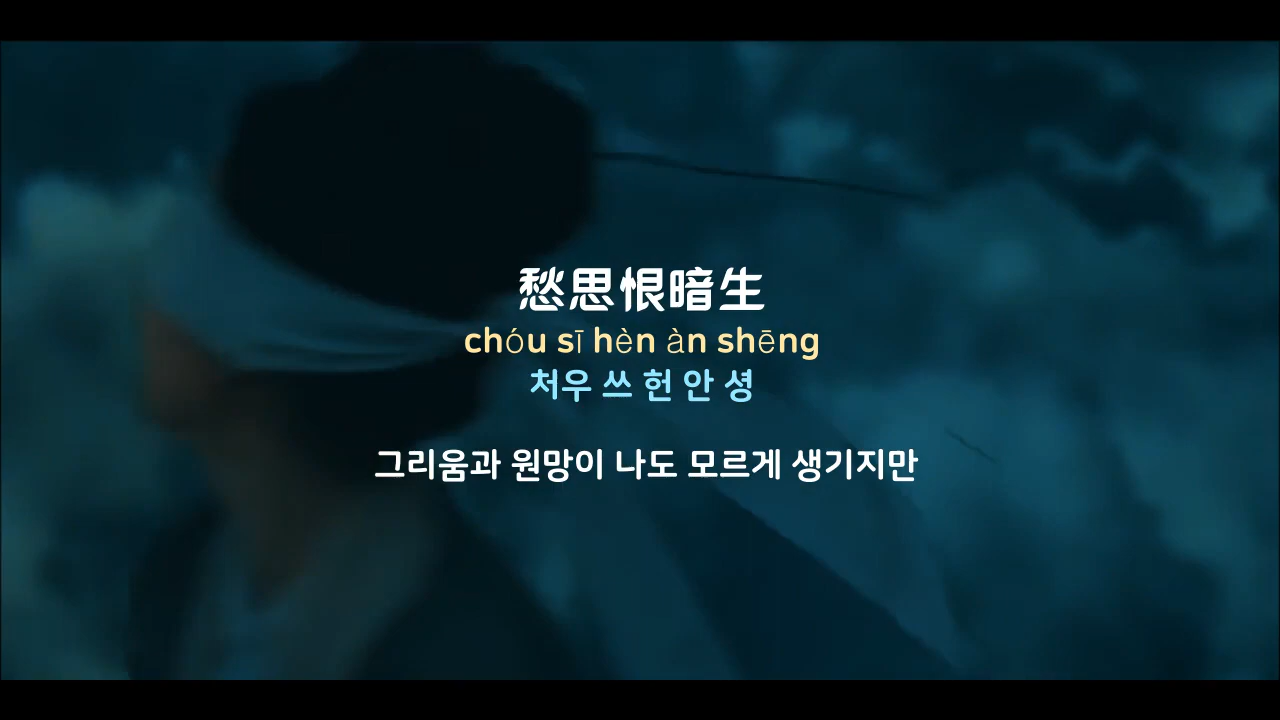 愁思恨暗生
chóu sī hèn àn shēng
처우 쓰 헌 안 셩
그리움과 원망이 나도 모르게 생기지만